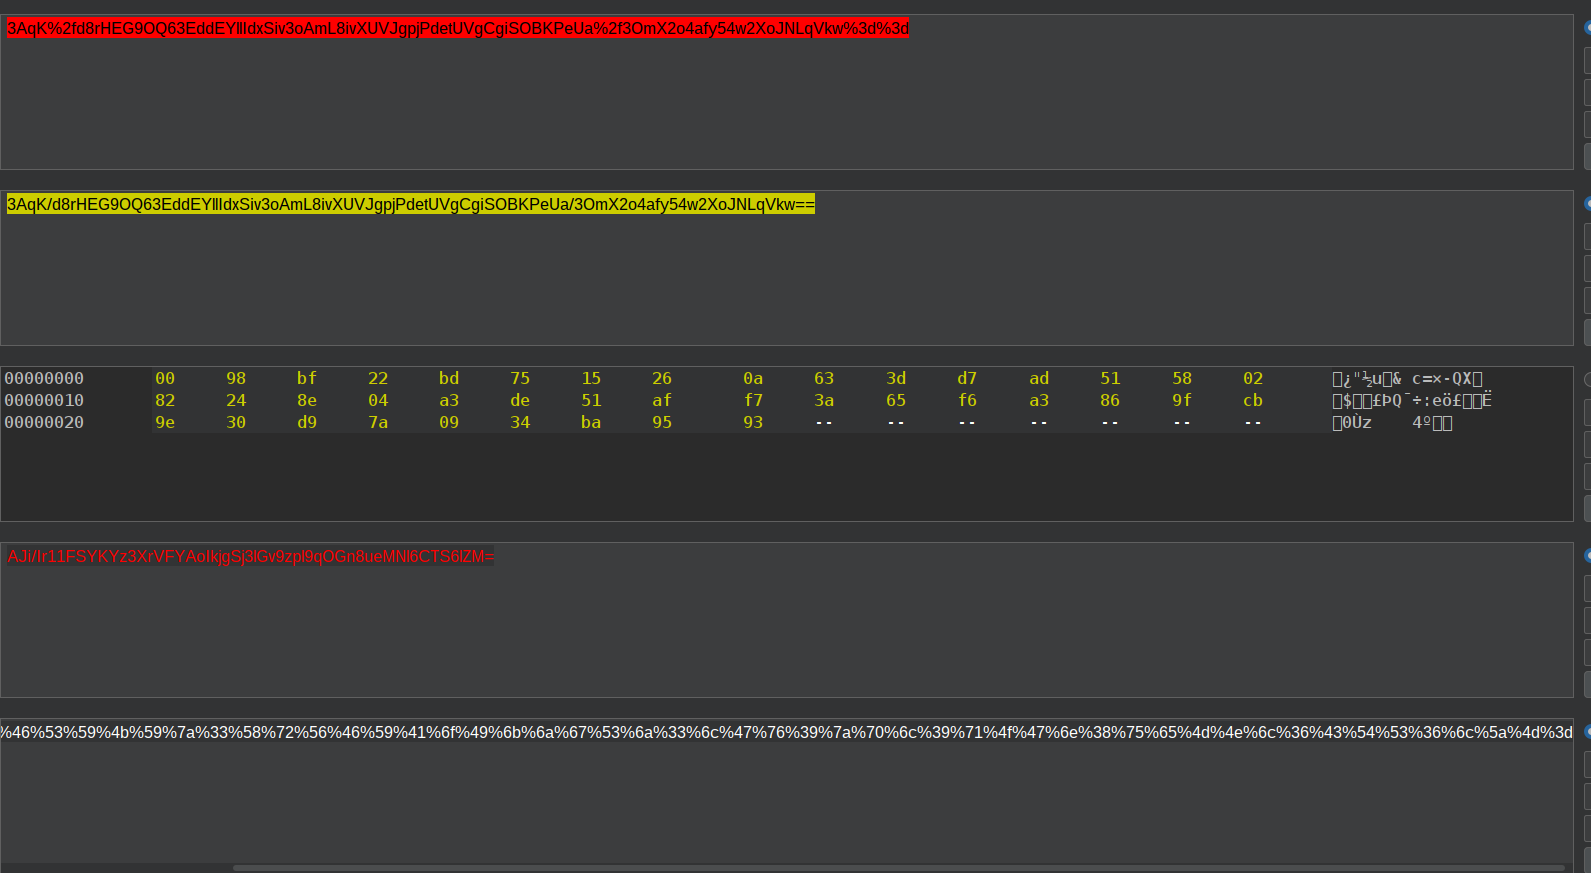 3AqK%2fd8rHEG9OQ63EddEYlIldxSiv3oAmL8ivXUVJgpjPdetUVgCgiSOBKPeUa%2f3OmX2o4afy54w2XoJNLqVkw%3d%3d
3AqK/d8rHEG9OQ63EddEYlIldxSiv3oAmL8ivXUVJgpjPdetUVgCgiSOBKPeUa/3OmX2o4afy54w2XoJNLqVkw==
00000000 00 98 bf 22 bd 75 15 26 0a 63 3d d7 ad 51 58 02 ¿"½u& c=×-QX
00000010 82 24 8e 04 a3 de 51 af f7 3a 65 f6 a3 86 9f cb $£ÞQ¯÷:eö£Ë
00000020 9e 30 d9 7a 09 34 ba 95 93 -- -- -- -- -- -- -- 0Ùz 4º
AJi/Ir11FSYKYz3XrVFYAoIkjgSj3lGv9zpl9qOGn8ueMNl6CTS6lZM=
%46%53%59%4b%59%7a%33%58%72%56%46%59%41%6f%49%6b%6a%67%53%6a%33%6c%47%76%39%7a%70%6c%39%71%4f%47%6e%38%75%65%4d%4e%6c%36%43%54%53%36%6c%5a%4d%3d